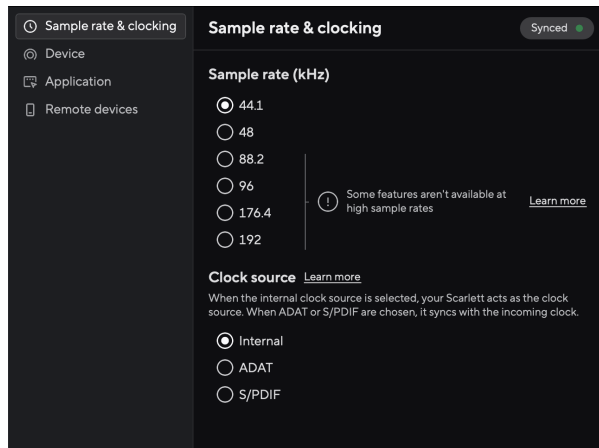 Sample rate & clocking
Device
Application
Remote devices
Sample rate & clocking
Synced
Sample rate (kHz)
44.1
48
88.2
96
176.4
192
Some features aren't available at
high sample rates
Learn more
Clock source Learn more
When the internal clock source is selected, your Scarlett acts as the clock
source. When ADAT or S/PDIF are chosen, it syncs with the incoming clock.
Internal
ADAT
S/PDIF